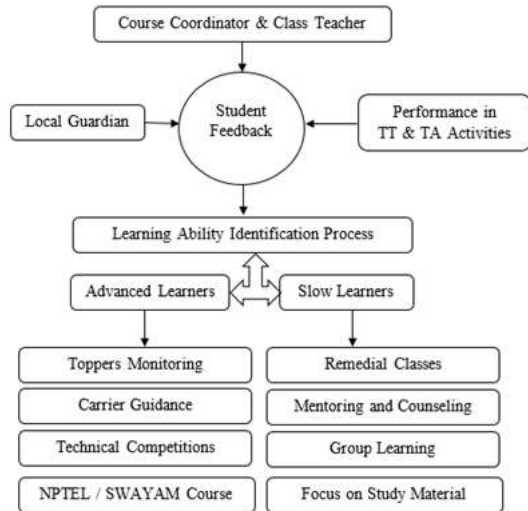 Course Coordinator & Class Teacher
Student
Feedback
Local Guardian
Performance in
TT & TA Activities
Learning Ability Identification Process
Advanced Learners
Slow Learners
Toppers Monitoring
Remedial Classes
Carrier Guidance
Mentoring and Counseling
Technical Competitions
Group Learning
NPTEL / SWAYAM Course
Focus on Study Material